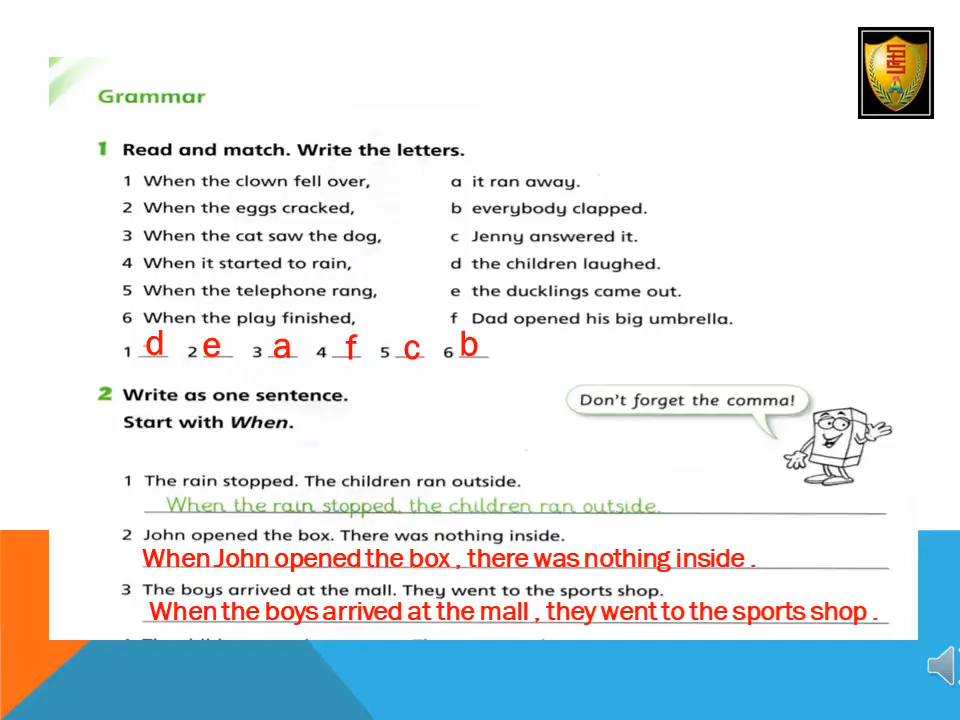 Grammar
1 Read and match. Write the letters.
1 When the clown fell over, a it ran away.
2 When the eggs cracked, b everybody clapped.
3 When the cat saw the dog, c Jenny answered it.
4 When it started to rain, d the children laughed.
5 When the telephone rang, e the ducklings came out.
6 When the play finished, f Dad opened his big umbrella.
1 d 2 e 3 a 4 f 5 c 6 b
2 Write as one sentence.
Start with When.
Don't forget the comma!
1 The rain stopped. The children ran outside.
When the rain stopped, the children ran outside.
2 John opened the box. There was nothing inside.
When John opened the box , there was nothing inside .
3 The boys arrived at the mall. They went to the sports shop.
When the boys arrived at the mall , they went to the sports shop .